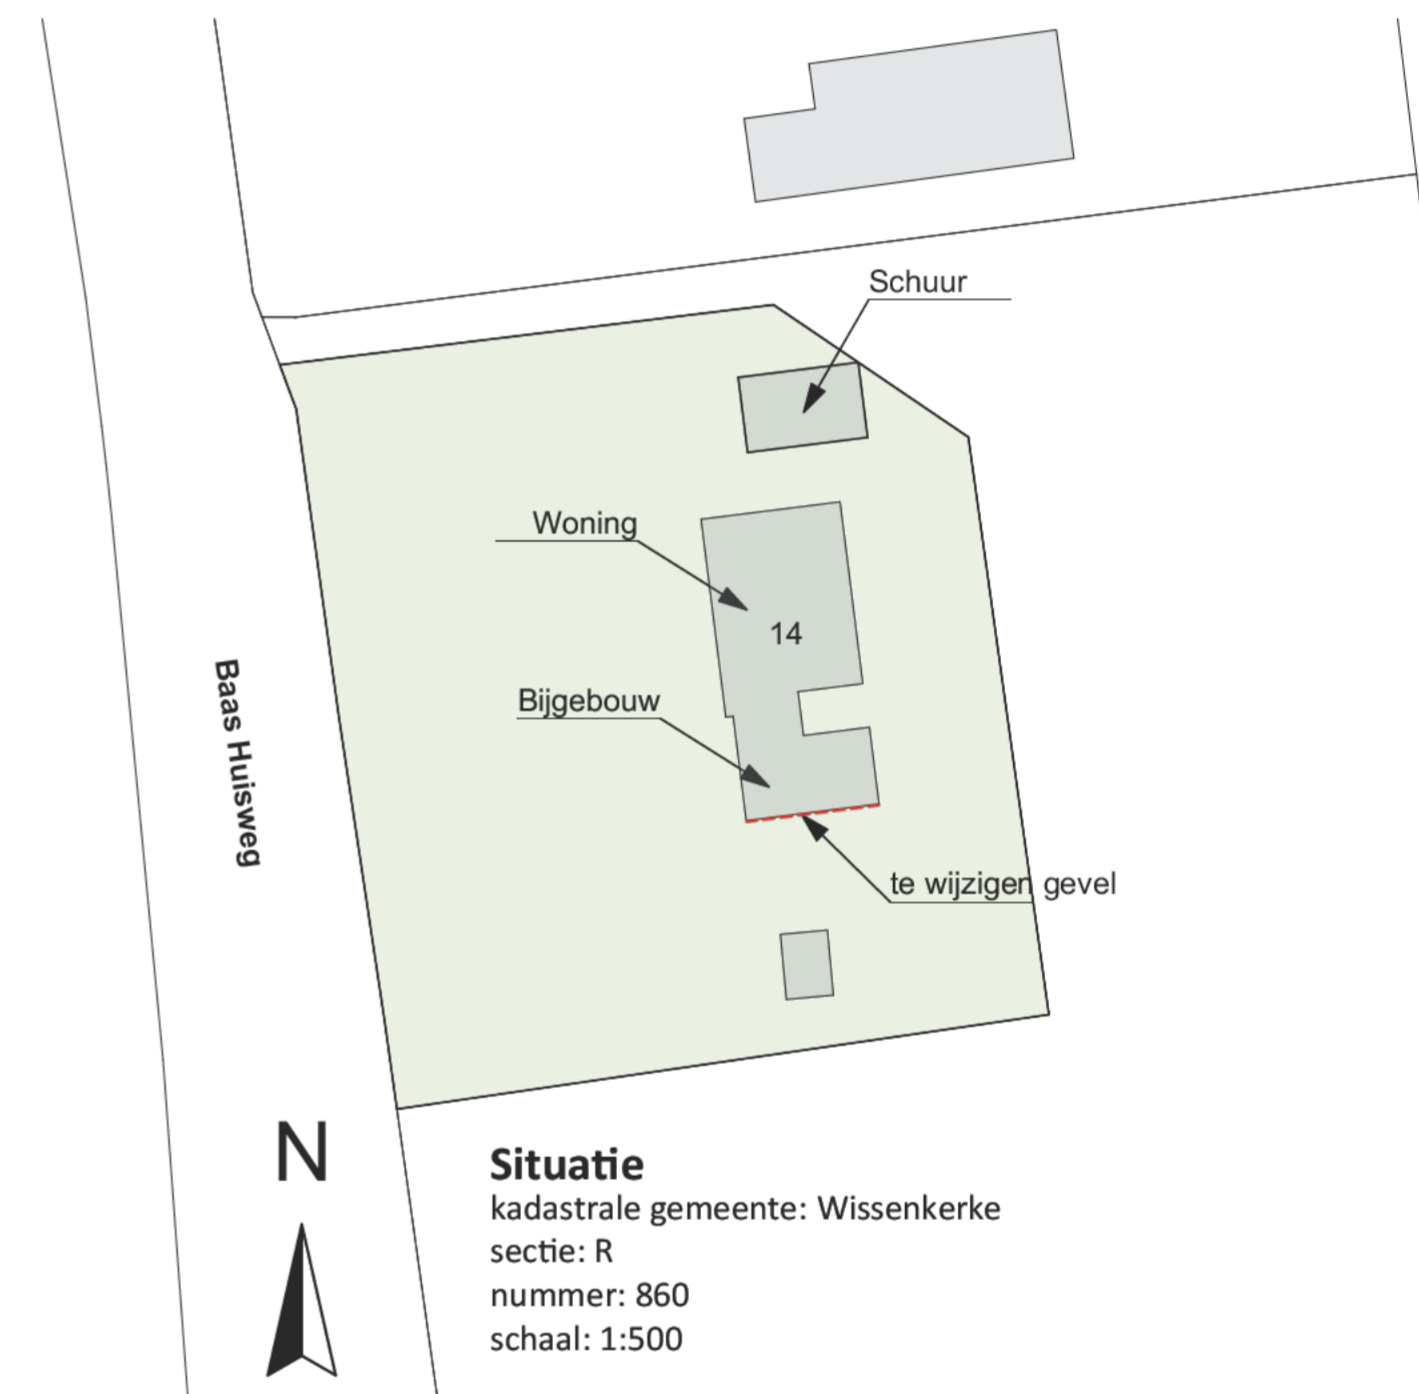 Schuur
Woning
14
Bijgebouw
Baas Huisweg
te wijzigen gevel
N
Situatie
kadastrale gemeente: Wissenkerke
sectie: R
nummer: 860
schaal: 1:500